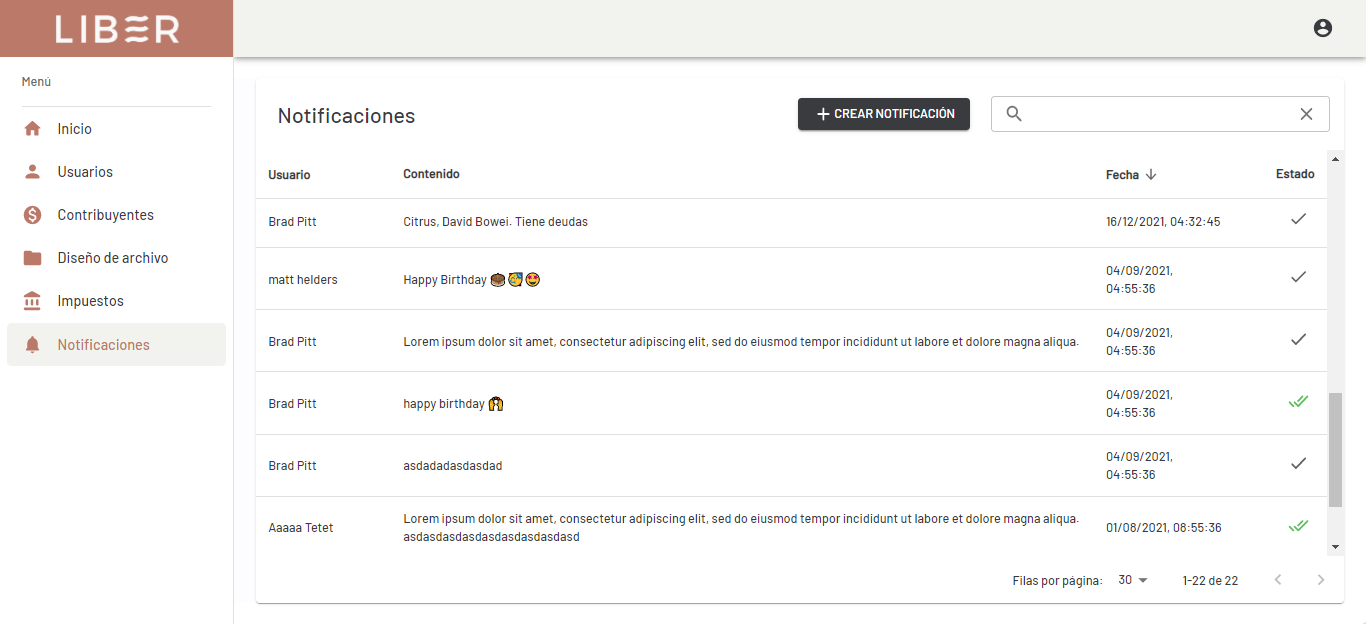 LIBER
Menú
Inicio
Usuarios
Contribuyentes
Diseño de archivo
Impuestos
Notificaciones
Notificaciones
CREAR NOTIFICACIÓN
Usuario Contenido Fecha Estado
Brad Pitt Citrus, David Bowei. Tiene deudas 16/12/2021, 04:32:45
matt helders Happy Birthday 04/09/2021,
04:55:36
Brad Pitt Lorem ipsum dolor sit amet, consectetur adipiscing elit, sed do eiusmod tempor incididunt ut labore et dolore magna aliqua. 04/09/2021,
04:55:36
Brad Pitt happy birthday 04/09/2021,
04:55:36
Brad Pitt asdadadasdasdad 04/09/2021,
04:55:36
Aaaaa Tetet Lorem ipsum dolor sit amet, consectetur adipiscing elit, sed do eiusmod tempor incididunt ut labore et dolore magna aliqua. 01/08/2021, 08:55:36
asdasdasdasdasdasdasdasdasd
Filas por página: 30 1-22 de 22